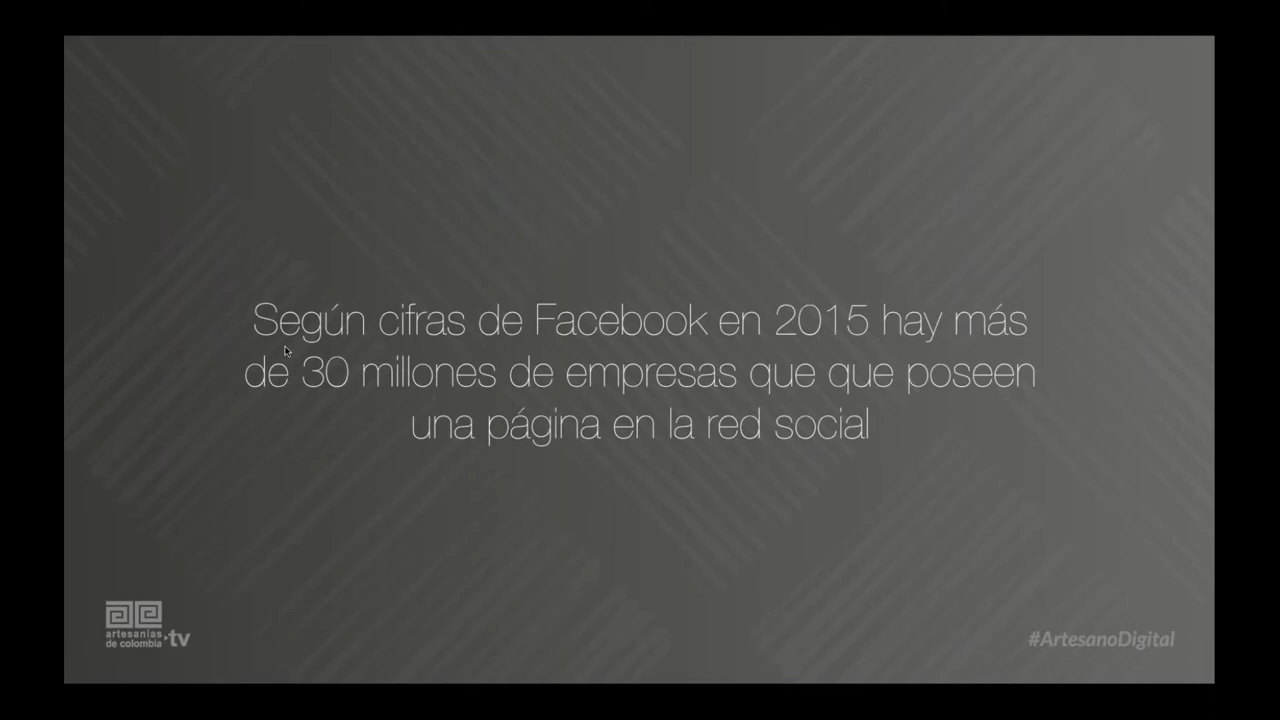 Según cifras de Facebook en 2015 hay más
de 30 millones de empresas que que poseen
una página en la red social
artesanías
de colombia .tv
#ArtesanoDigital